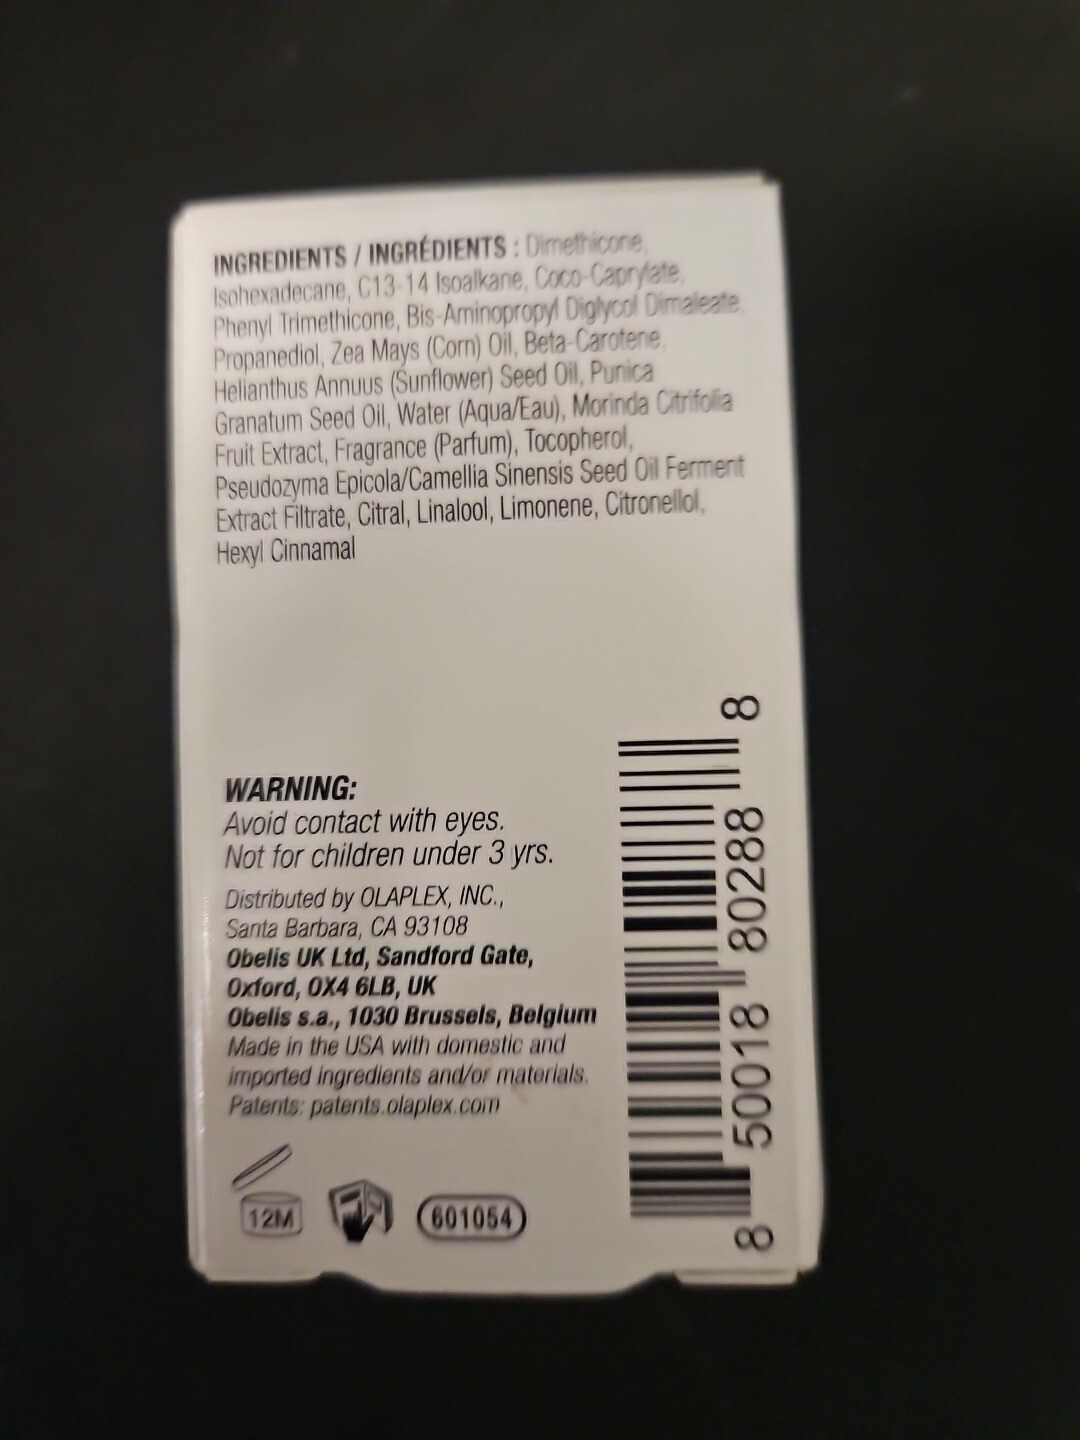 INGREDIENTS / INGRÉDIENTS : Dimethicone,
Isohexadecane, C13-14 Isoalkane, Coco-Caprylate,
Phenyl Trimethicone, Bis-Aminopropyl Diglycol Dimaleate,
Propanediol, Zea Mays (Corn) Oil, Beta-Carotene,
Helianthus Annuus (Sunflower) Seed Oil, Punica
Granatum Seed Oil, Water (Aqua/Eau), Morinda Citrifolia
Fruit Extract, Fragrance (Parfum), Tocopherol,
Pseudozyma Epicola/Camellia Sinensis Seed Oil Ferment
Extract Filtrate, Citral, Linalool, Limonene, Citronellol,
Hexyl Cinnamal
WARNING:
Avoid contact with eyes.
Not for children under 3 yrs.
Distributed by OLAPLEX, INC.,
Santa Barbara, CA 93108
Obelis UK Ltd, Sandford Gate,
Oxford, OX4 6LB, UK
Obelis s.a., 1030 Brussels, Belgium
Made in the USA with domestic and
imported ingredients and/or materials.
Patents: patents.olaplex.com
12M
601054
8 50018 80288 8